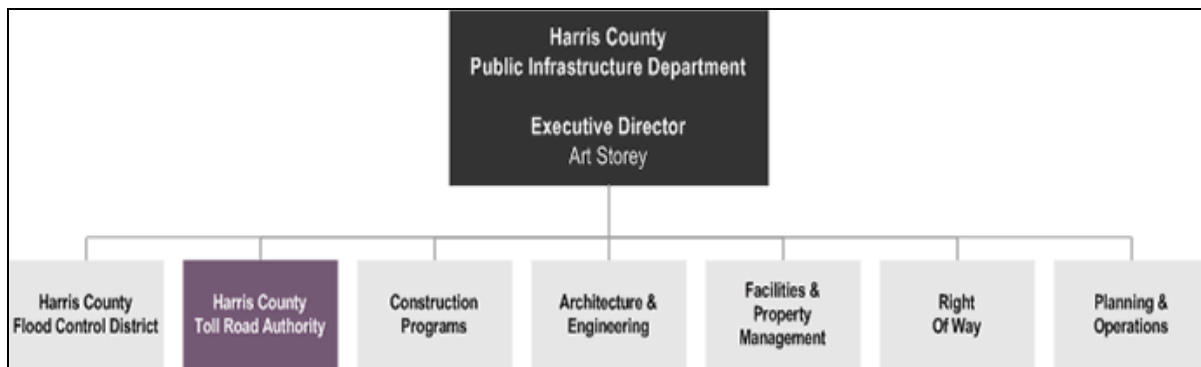 Harris County
Public Infrastructure Department
Executive Director
Art Storey
Harris County
Flood Control District
Harris County
Toll Road Authority
Construction
Programs
Architecture &
Engineering
Facilities &
Property
Management
Right
Of Way
Planning &
Operations